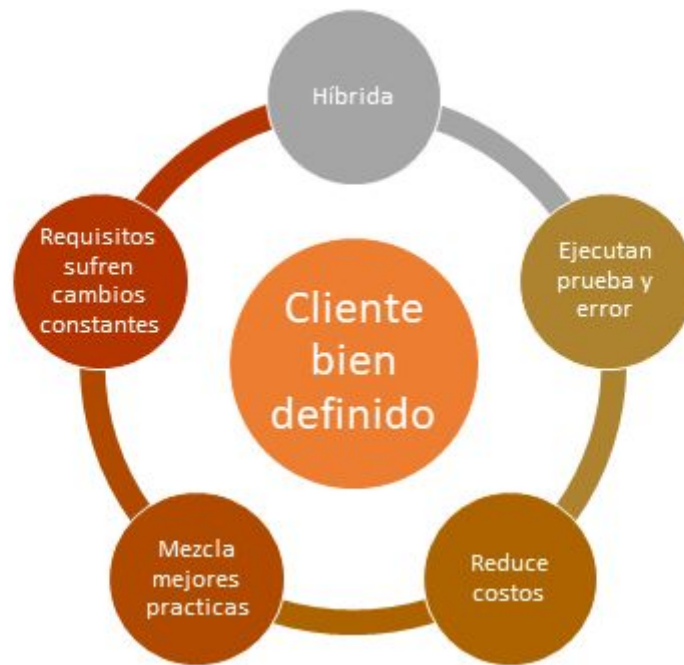 Híbrida
Ejecutan
prueba y
error
Reduce
costos
Mezcla
mejores
practicas
Requisitos
sufren
cambios
constantes
Cliente
bien
definido